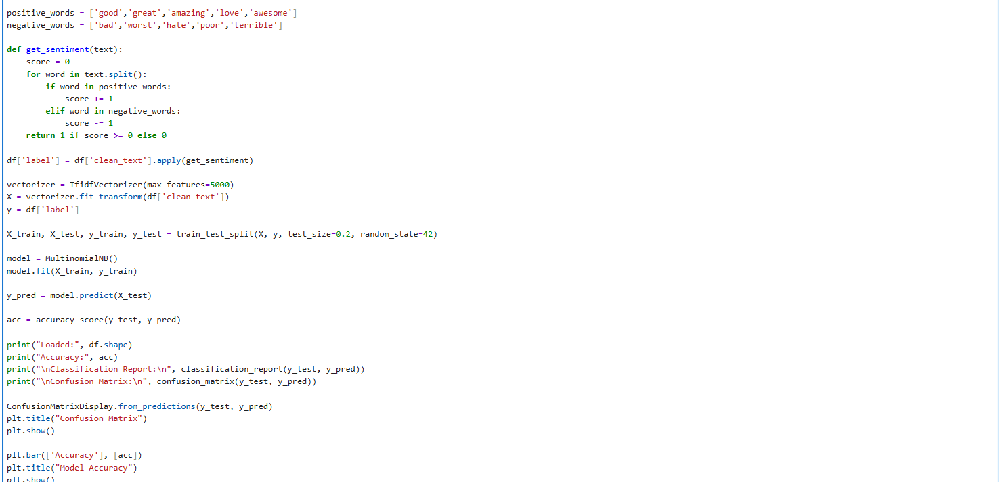 positive_words = ['good','great','amazing','love','awesome']
negative_words = ['bad','worst','hate','poor','terrible']

def get_sentiment(text):
    score = 0
    for word in text.split():
        if word in positive_words:
            score += 1
        elif word in negative_words:
            score -= 1
    return 1 if score >= 0 else 0

df['label'] = df['clean_text'].apply(get_sentiment)

vectorizer = TfidfVectorizer(max_features=5000)
X = vectorizer.fit_transform(df['clean_text'])
y = df['label']

X_train, X_test, y_train, y_test = train_test_split(X, y, test_size=0.2, random_state=42)

model = MultinomialNB()
model.fit(X_train, y_train)

y_pred = model.predict(X_test)

acc = accuracy_score(y_test, y_pred)

print("Loaded:", df.shape)
print("Accuracy:", acc)
print("\nClassification Report:\n", classification_report(y_test, y_pred))
print("\nConfusion Matrix:\n", confusion_matrix(y_test, y_pred))

ConfusionMatrixDisplay.from_predictions(y_test, y_pred)
plt.title("Confusion Matrix")
plt.show()

plt.bar(['Accuracy'], [acc])
plt.title("Model Accuracy")
plt.show()